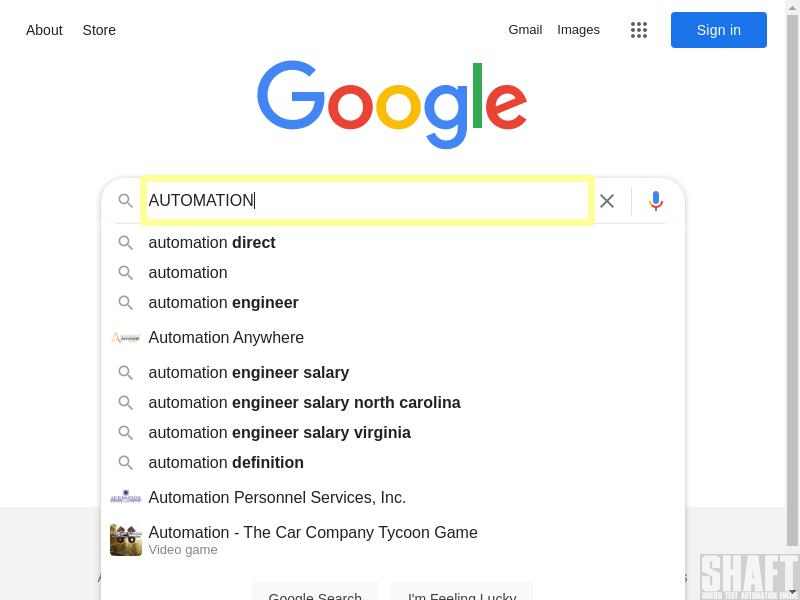 About Store Gmail Images Sign in
Google
AUTOMATION
automation direct
automation
automation engineer
Automation Anywhere
automation engineer salary
automation engineer salary north carolina
automation engineer salary virginia
automation definition
Automation Personnel Services, Inc.
Automation - The Car Company Tycoon Game
Video game
Google Search I'm Feeling Lucky
SHAFT